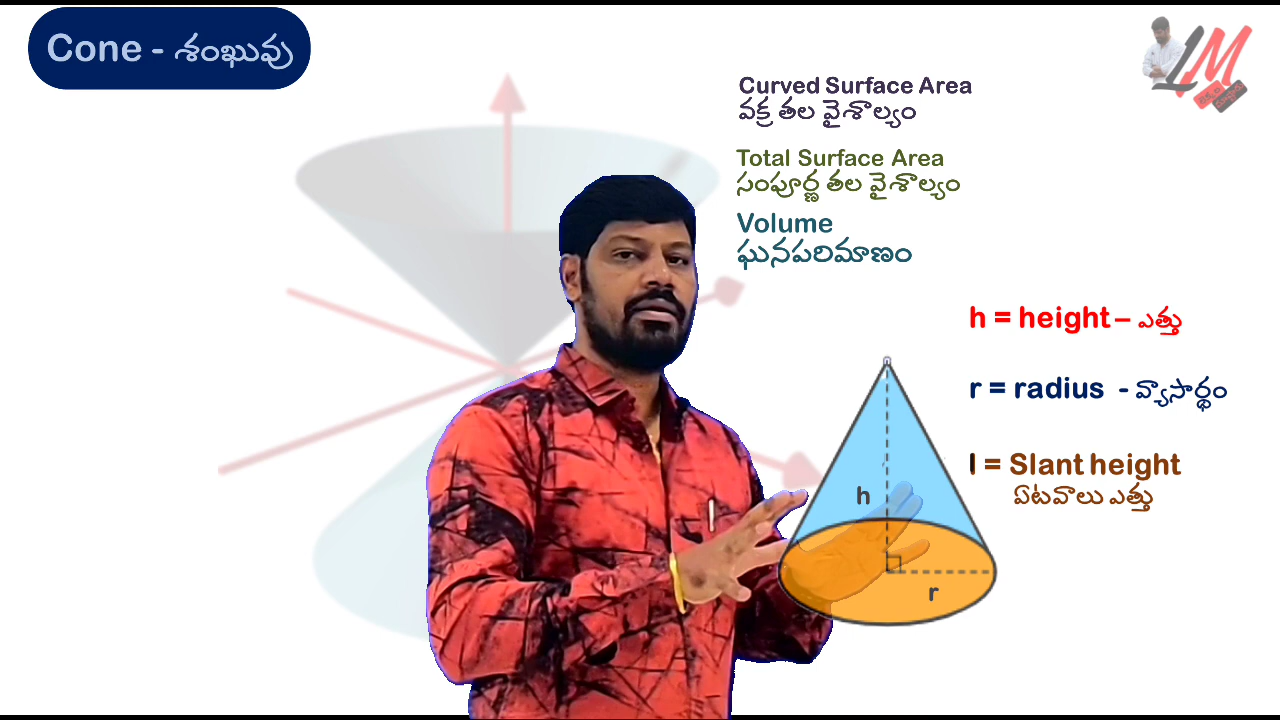 Cone - శంఖువు
Curved Surface Area
వక్ర తల వైశాల్యం
Total Surface Area
సంపూర్ణ తల వైశాల్యం
Volume
ఘనపరిమాణం
h = height – ఎత్తు
r = radius - వ్యాసార్థం
l = Slant height
ఏటవాలు ఎత్తు
h
r
LM